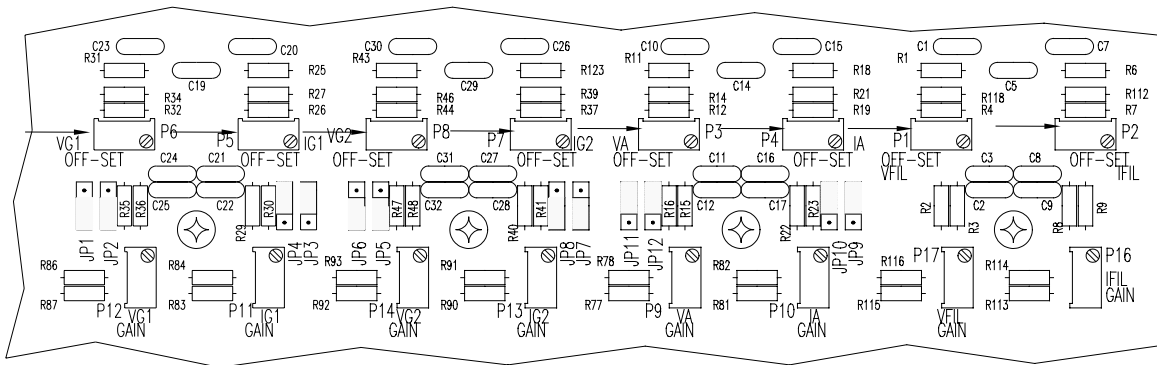 C23 C20 C30 C26 C10 C15 C1 C7
R31 C19 R25 R43 C29 R123 R11 C14 R18 R1 C5 R6
R34 R27 R46 R39 R14 R21 R118 R112
R32 R26 R44 R37 R12 R19 R4 R7
VG1 P6 P5 IG1 VG2 P8 P7 IG2 VA P3 P4 IA P1 P2
OFF-SET OFF-SET OFF-SET OFF-SET OFF-SET OFF-SET OFF-SET OFF-SET
VFIL IFIL
C24 C21 C31 C27 C11 C16 C3 C8
C25 C22 C32 C28 C12 C17 C2 C9
R35 R36 R29 R30 R47 R48 R40 R41 R16 R15 R22 R23 R2 R3 R8 R9
JP1 JP2 JP4 JP3 JP6 JP5 JP8 JP7 JP11 JP12 JP10 JP9
R86 R84 R93 R91 R78 R82 R116 P17 R114 P16
R87 R83 R92 R90 R77 R81 R115 R113
P12 P11 P14 P13 P9 P10
VG1 IG1 VG2 IG2 VA IA VFIL IFIL
GAIN GAIN GAIN GAIN GAIN GAIN GAIN GAIN